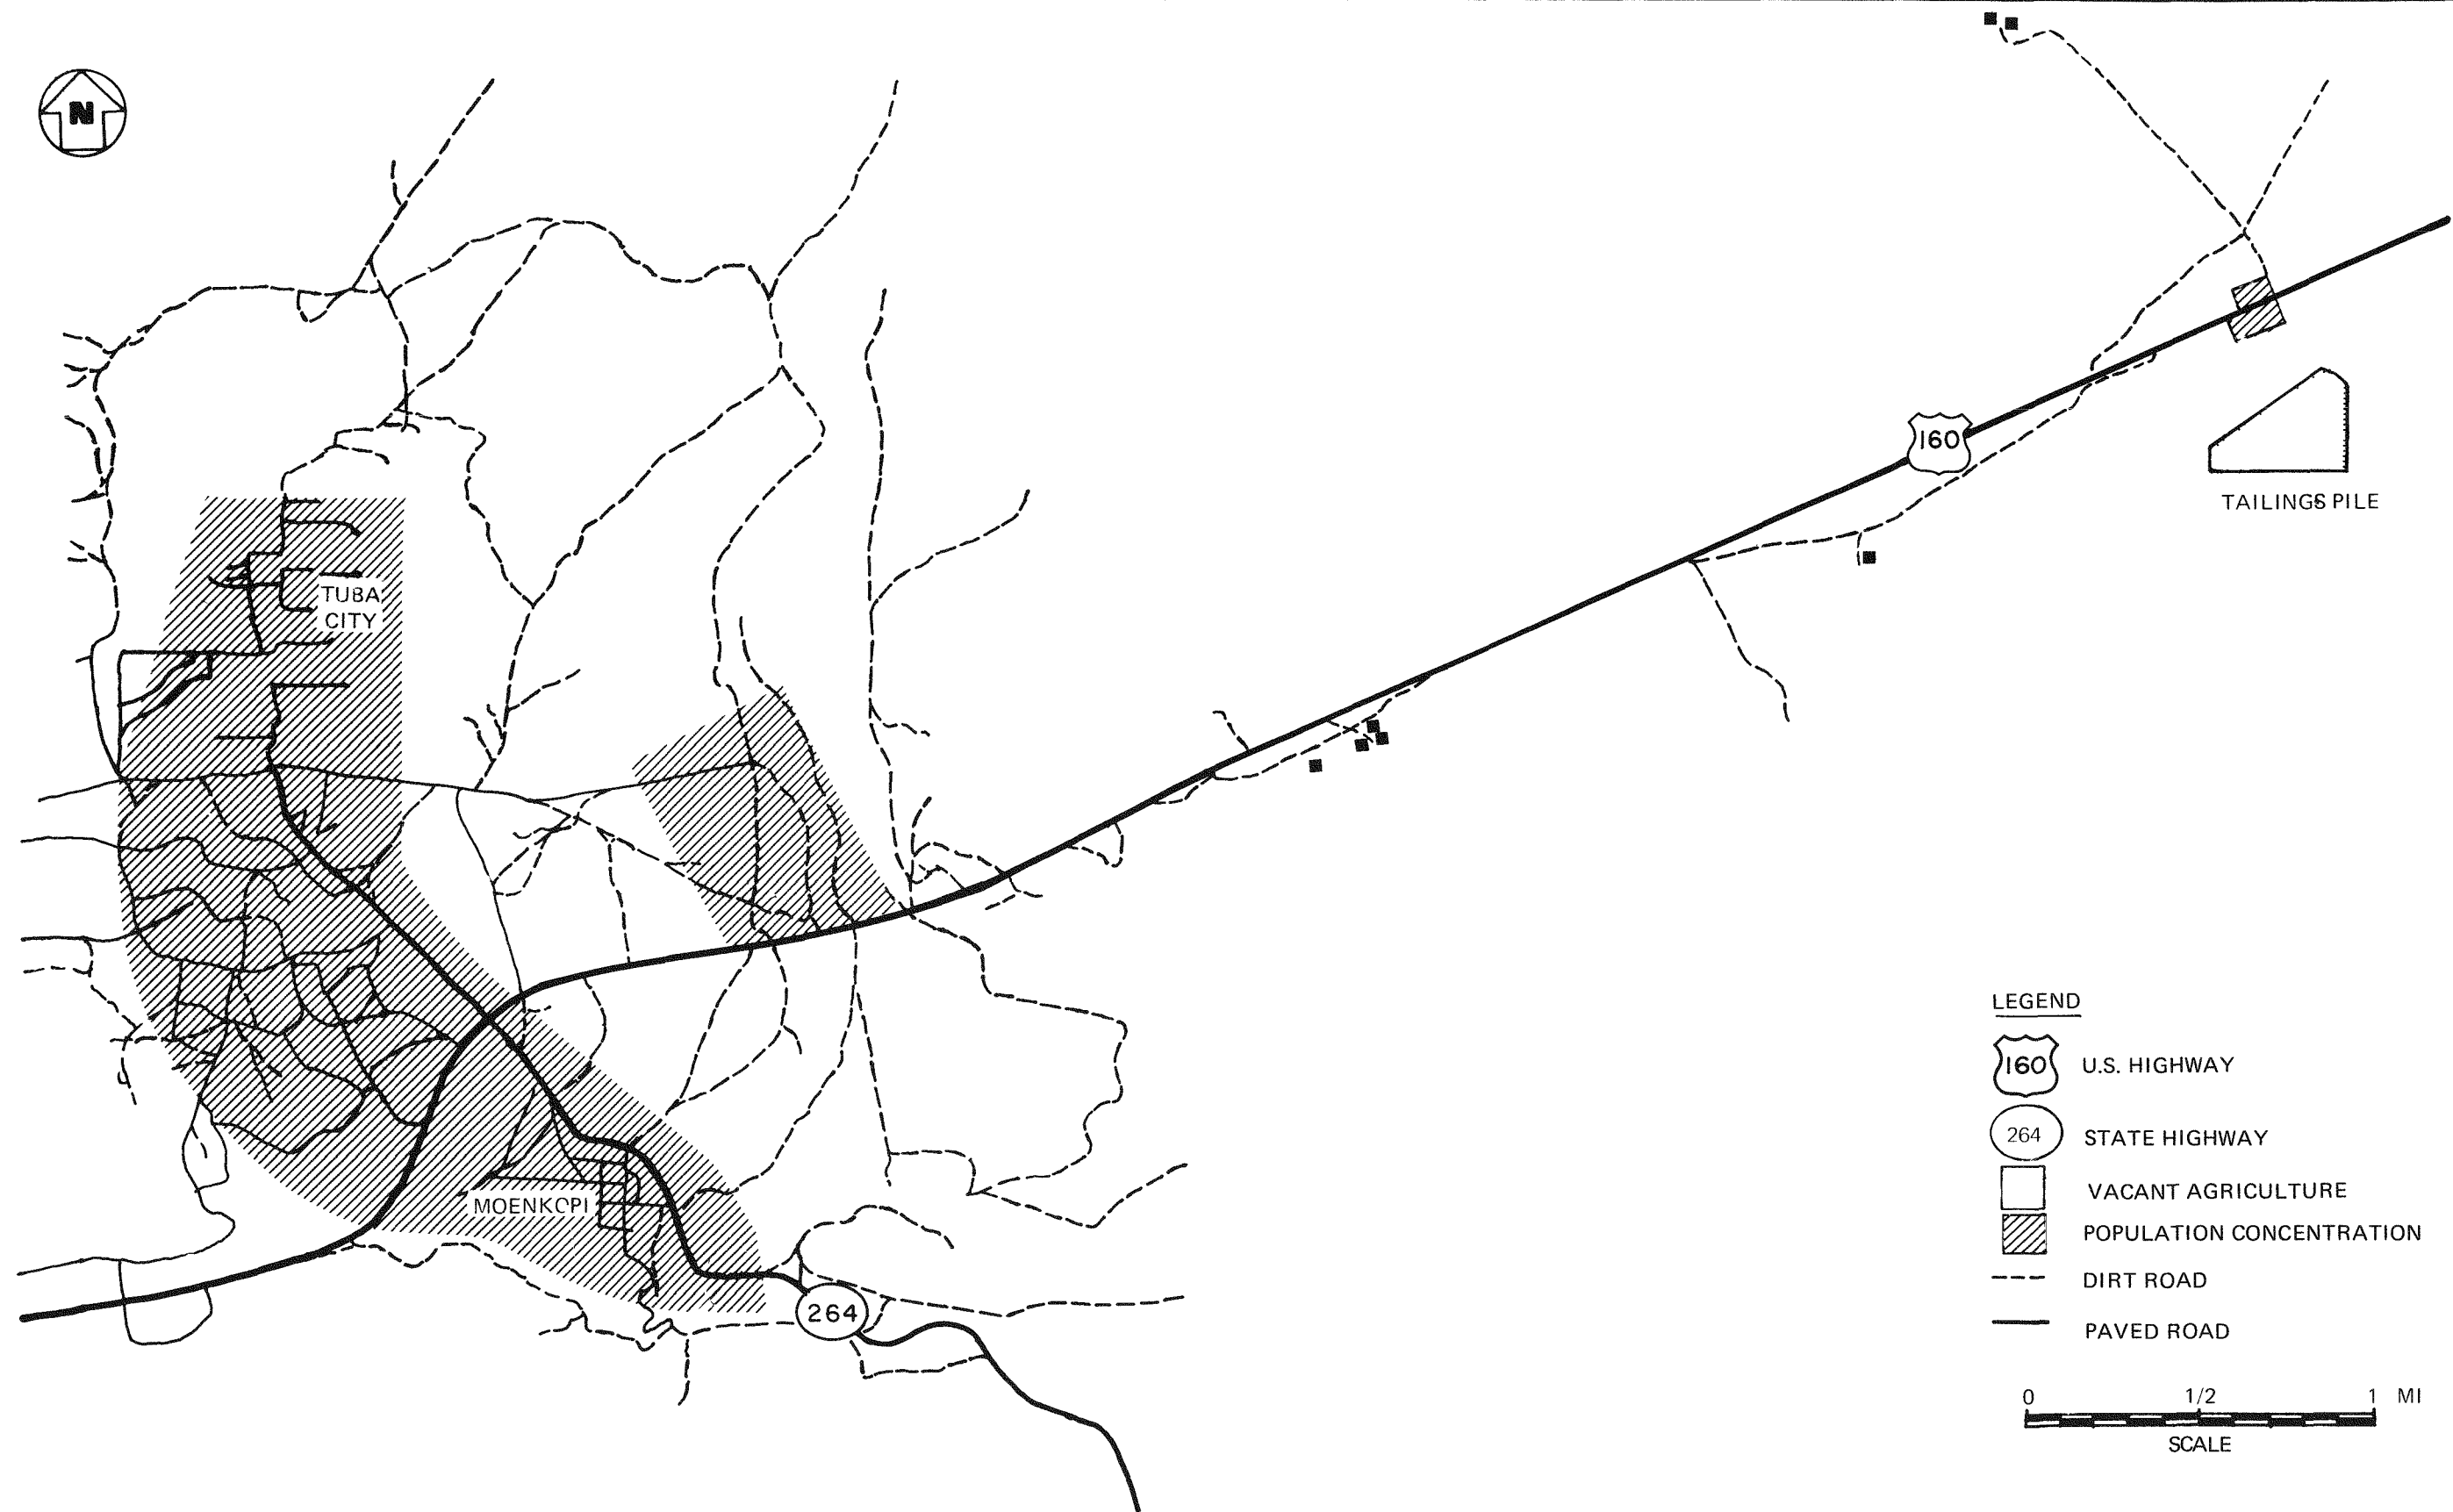 N
160
TAILINGS PILE
TUBA
CITY
MOENKOPI
264
LEGEND
160 U.S. HIGHWAY
264 STATE HIGHWAY
VACANT AGRICULTURE
POPULATION CONCENTRATION
DIRT ROAD
PAVED ROAD
0 1/2 1 MI
SCALE